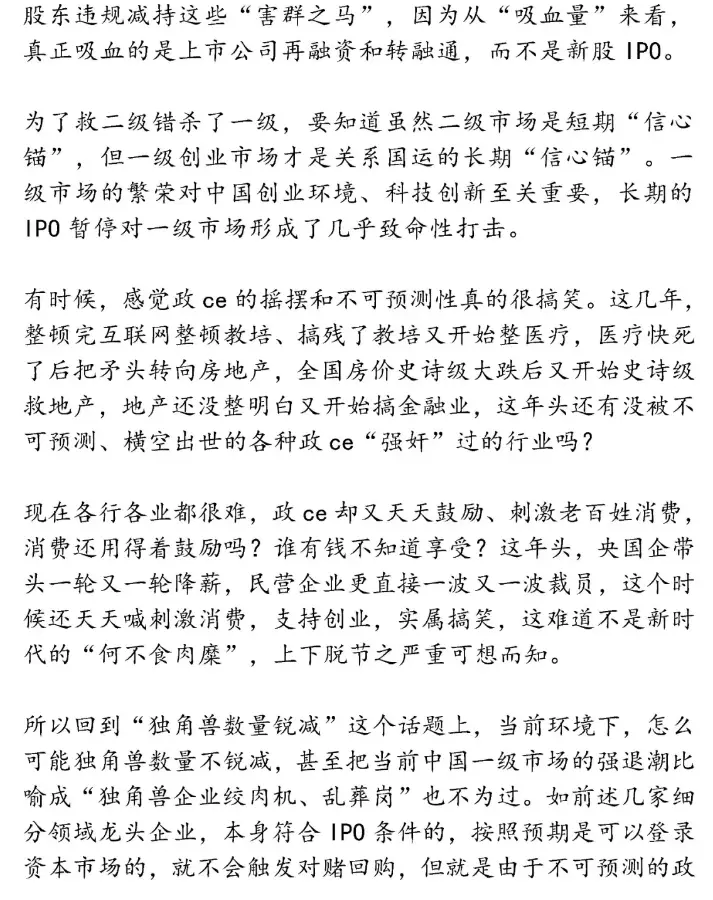 股东违规减持这些“害群之马”，因为从“吸血量”来看，
真正吸血的是上市公司再融资和转融通，而不是新股 IPO。
为了救二级错杀了一级，要知道虽然二级市场是短期“信心
锚”，但一级创业市场才是关系国运的长期“信心锚”。一
级市场的繁荣对中国创业环境、科技创新至关重要，长期的
IPO 暂停对一级市场形成了几乎致命性打击。
有时候，感觉政 ce 的摇摆和不可预测性真的很搞笑。这几年，
整顿完互联网整顿教培、搞残了教培又开始整医疗，医疗快死
了后把矛头转向房地产，全国房价史诗级大跌后又开始史诗级
救地产，地产还没整明白又开始搞金融业，这年头还有没被不
可预测、横空出世的各种政 ce“强奸”过的行业吗？
现在各行各业都很难，政 ce 却又天天鼓励、刺激老百姓消费，
消费还用得着鼓励吗？谁有钱不知道享受？这年头，央国企带
头一轮又一轮降薪，民营企业更直接一波又一波裁员，这个时
候还天天喊刺激消费，支持创业，实属搞笑，这难道不是新时
代的“何不食肉糜”，上下脱节之严重可想而知。
所以回到“独角兽数量锐减”这个话题上，当前环境下，怎么
可能独角兽数量不锐减，甚至把当前中国一级市场的强退潮比
喻成“独角兽企业绞肉机、乱葬岗”也不为过。如前述几家细
分领域龙头企业，本身符合 IPO 条件的，按照预期是可以登录
资本市场的，就不会触发对赌回购，但就是由于不可预测的政